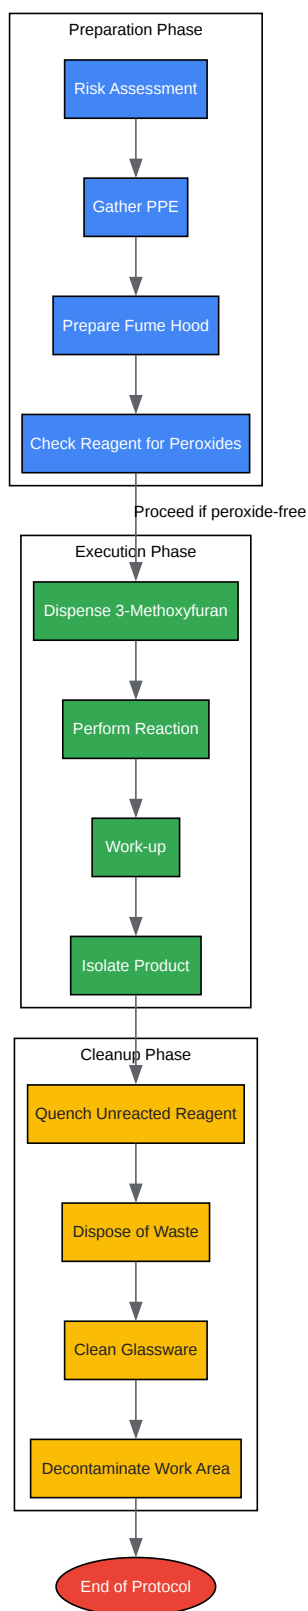 Preparation Phase
Risk Assessment
Gather PPE
Prepare Fume Hood
Check Reagent for Peroxides
Proceed if peroxide-free
Execution Phase
Dispense 3-Methoxyfuran
Perform Reaction
Work-up
Isolate Product
Cleanup Phase
Quench Unreacted Reagent
Dispose of Waste
Clean Glassware
Decontaminate Work Area
End of Protocol